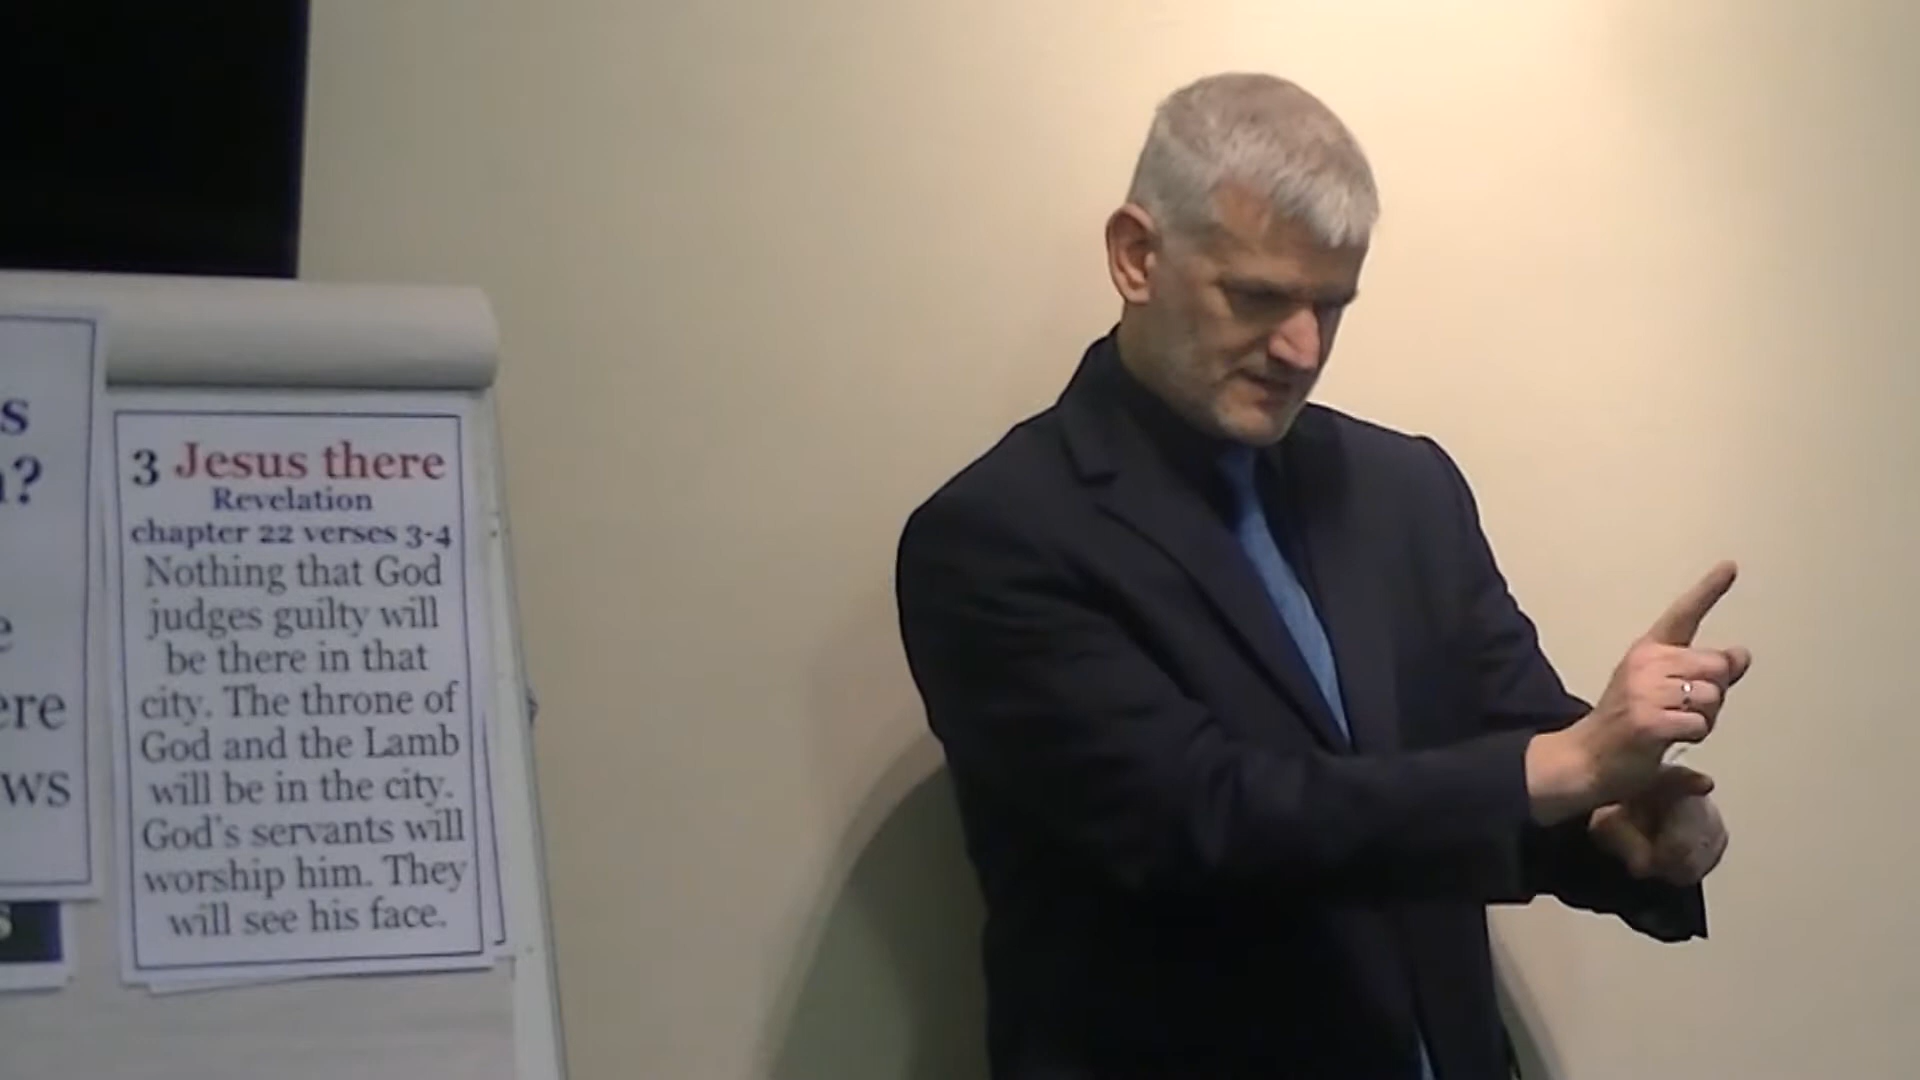 s
?
ere
ws
s
3 Jesus there
Revelation
chapter 22 verses 3-4
Nothing that God
judges guilty will
be there in that
city. The throne of
God and the Lamb
will be in the city.
God's servants will
worship him. They
will see his face.